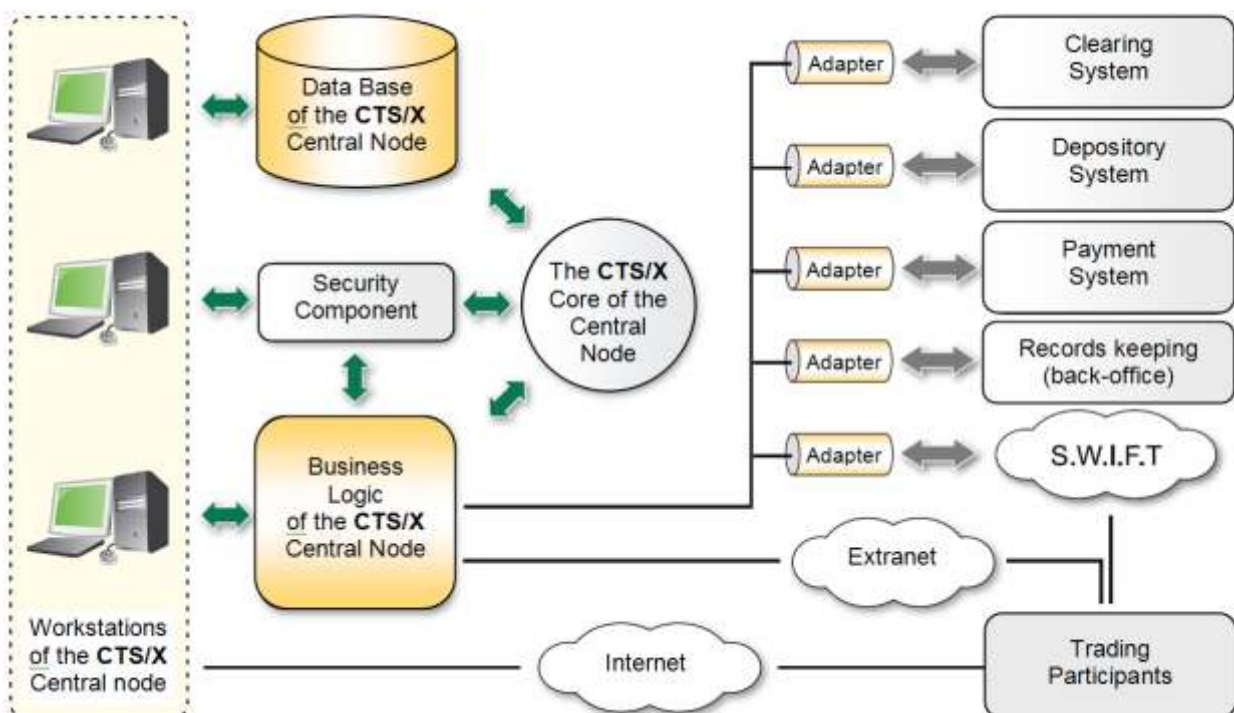 Data Base
of the CTS/X
Central Node
Security
Component
The CTS/X
Core of the
Central
Node
Business
Logic
of the CTS/X
Central Node
Workstations
of the CTS/X
Central node
Adapter
Clearing
System
Adapter
Depository
System
Adapter
Payment
System
Adapter
Records keeping
(back-office)
Adapter
S.W.I.F.T
Extranet
Internet
Trading
Participants